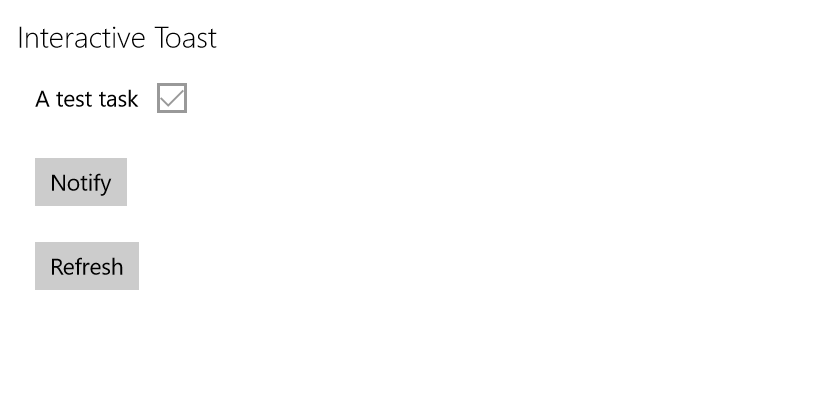 Interactive Toast
A test task
Notify
Refresh